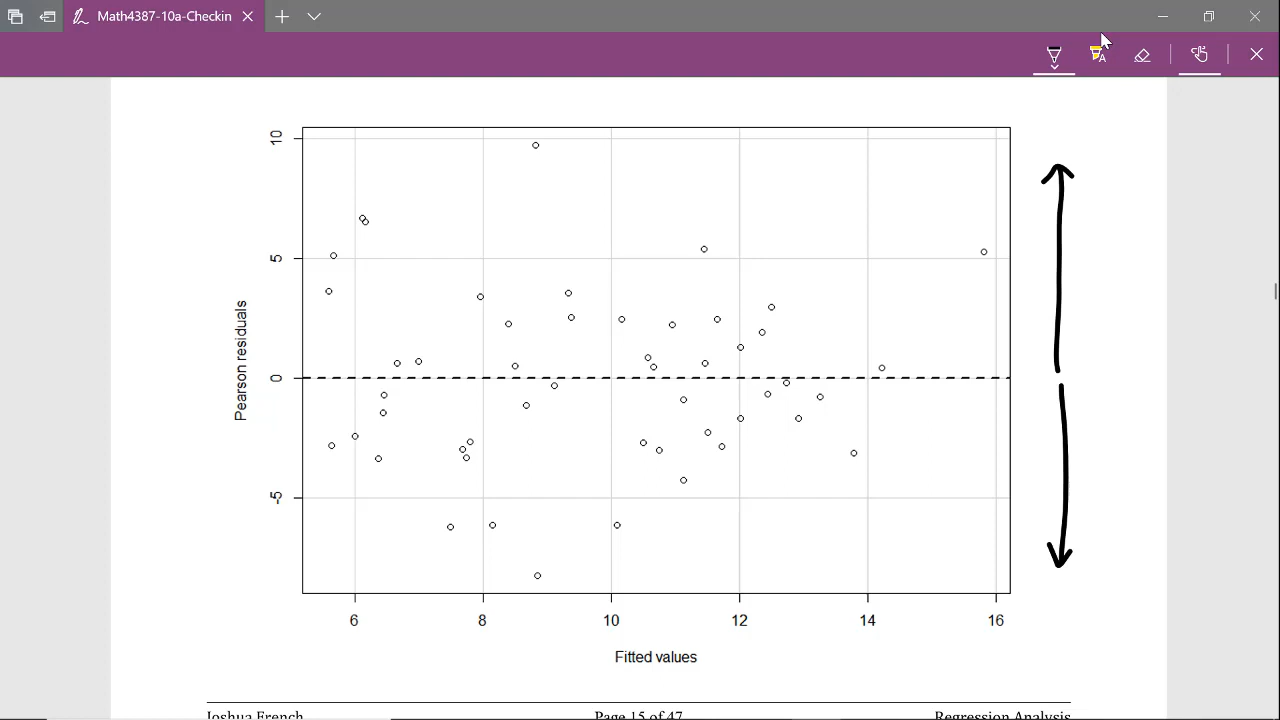 Math4387-10a-Checkin
10
5
0
-5
Pearson residuals
6 8 10 12 14 16
Fitted values
Joshua French Page 15 of 47 Regression Analysis